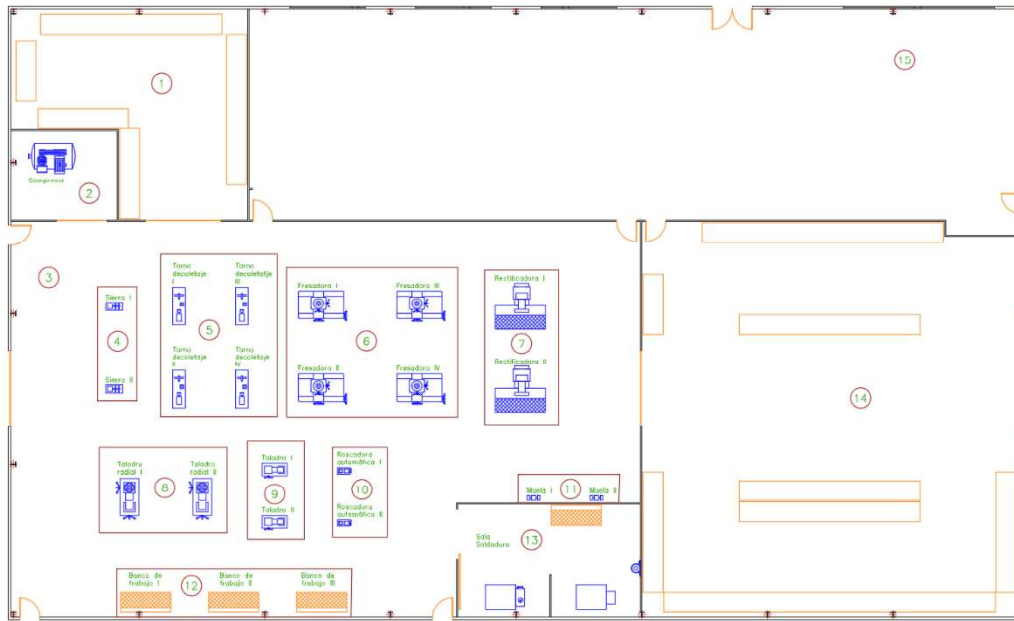 1
15
Compresor
2
3
Sierra I
4
Sierra II
Torno
decoletaje
I
Torno
decoletatje
III
5
Torno
decoletaje
II
Torno
decoletaje
IV
Fresadora I
Fresadora III
6
Fresadora II
Fresadora IV
Rectificadora I
7
Rectificadora II
14
Taladro
radial I
Taladro
radial II
8
Taladro I
9
Taladro II
Roscadora
automática I
10
Roscadora
automática II
Muela I
11
Muela II
Sala
Soldadura
13
Banco de
trabajo I
12
Banco de
trabajo II
Banco de
trabajo III